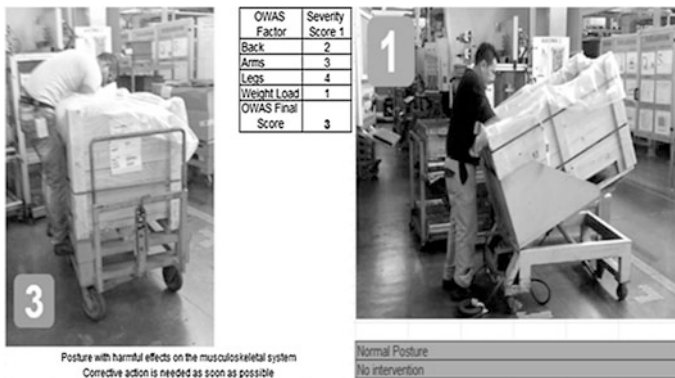 OWAS Severity
Factor Score 1
Back 2
Arms 3
Legs 4
Weight Load 1
OWAS Final
Score 3
3
Posture with harmful effects on the musculoskeletal system
Corrective action is needed as soon as possible
1
Normal Posture
No intervention